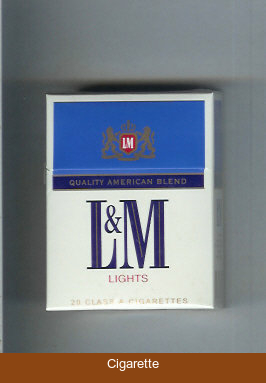 LM
QUALITY AMERICAN BLEND
L&M
LIGHTS
20 CLASS A CIGARETTES
Cigarette